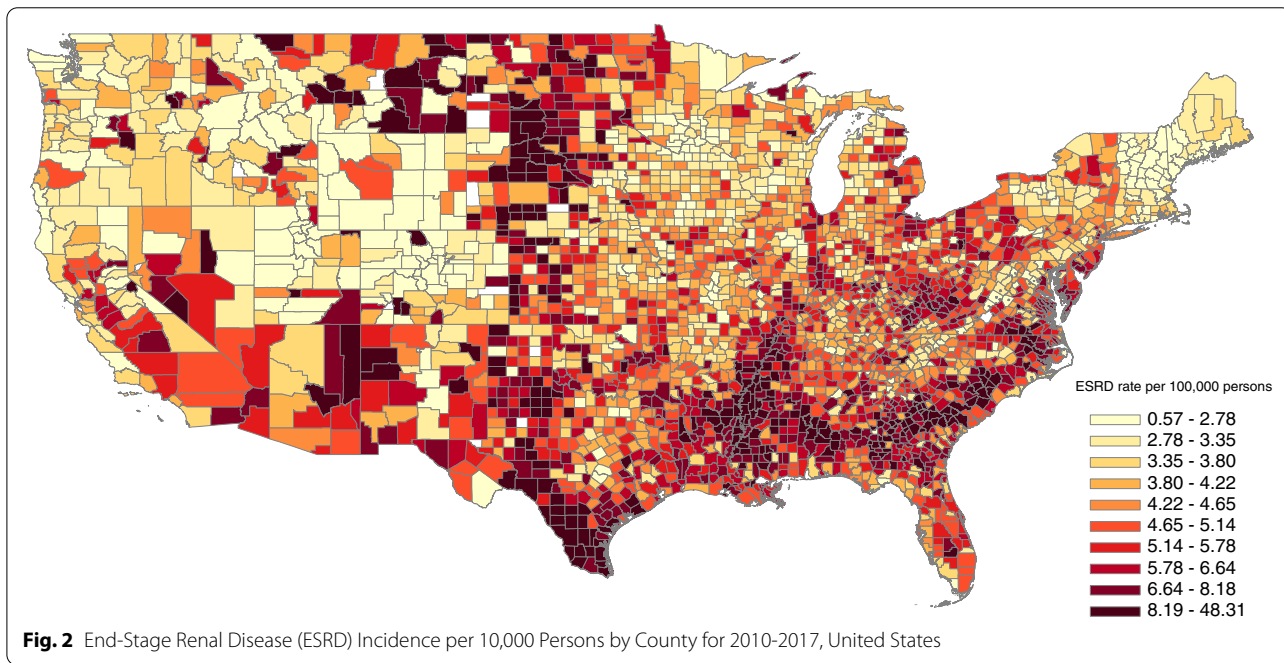 ESRD rate per 100,000 persons
0.57 - 2.78
2.78 - 3.35
3.35 - 3.80
3.80 - 4.22
4.22 - 4.65
4.65 - 5.14
5.14 - 5.78
5.78 - 6.64
6.64 - 8.18
8.19 - 48.31
Fig. 2 End-Stage Renal Disease (ESRD) Incidence per 10,000 Persons by County for 2010-2017, United States